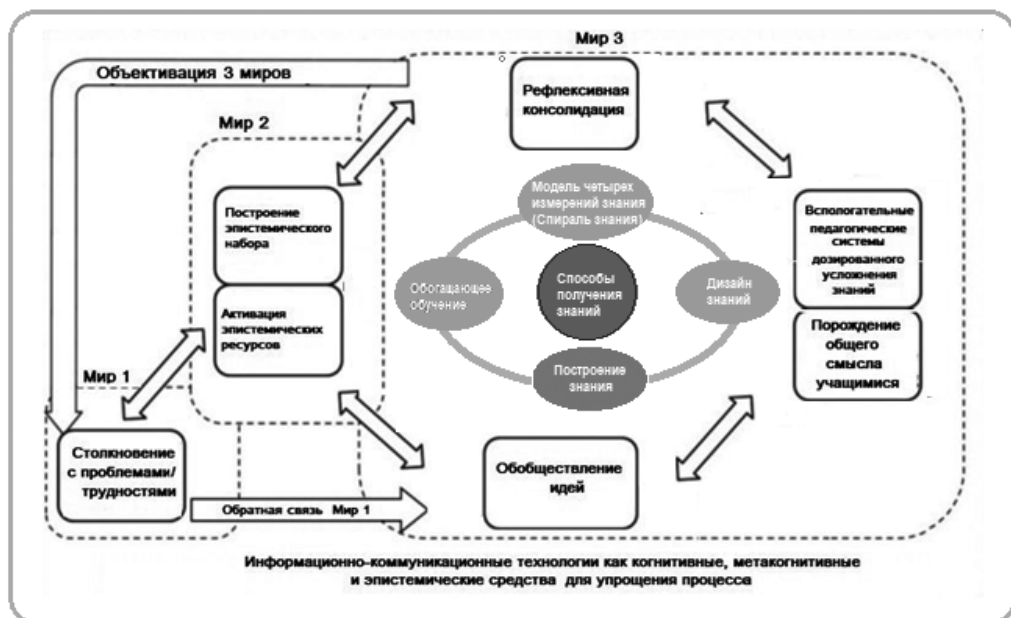 Мир 3
Объективация 3 миров
Рефлексивная
консолидация
Мир 2
Модель четырех
измерений знания
(Спираль знания)
Построение
эпистемического
набора
Вспологательные
педагогические
системы
дозированного
усложнения
знаний
Обогащающее
обучение
Способы
получения
знаний
Дизайн
знаний
Активация
эпистемических
ресурсов
Порождение
общего
смысла
учащимися
Построение
знания
Мир 1
Столкновение
с проблемами/
трудностями
Обобществление
идей
Обратная связь Мир 1
Информационно-коммуникационные технологии как когнитивные, метакогнитивные
и эпистемические средства для упрощения процесса